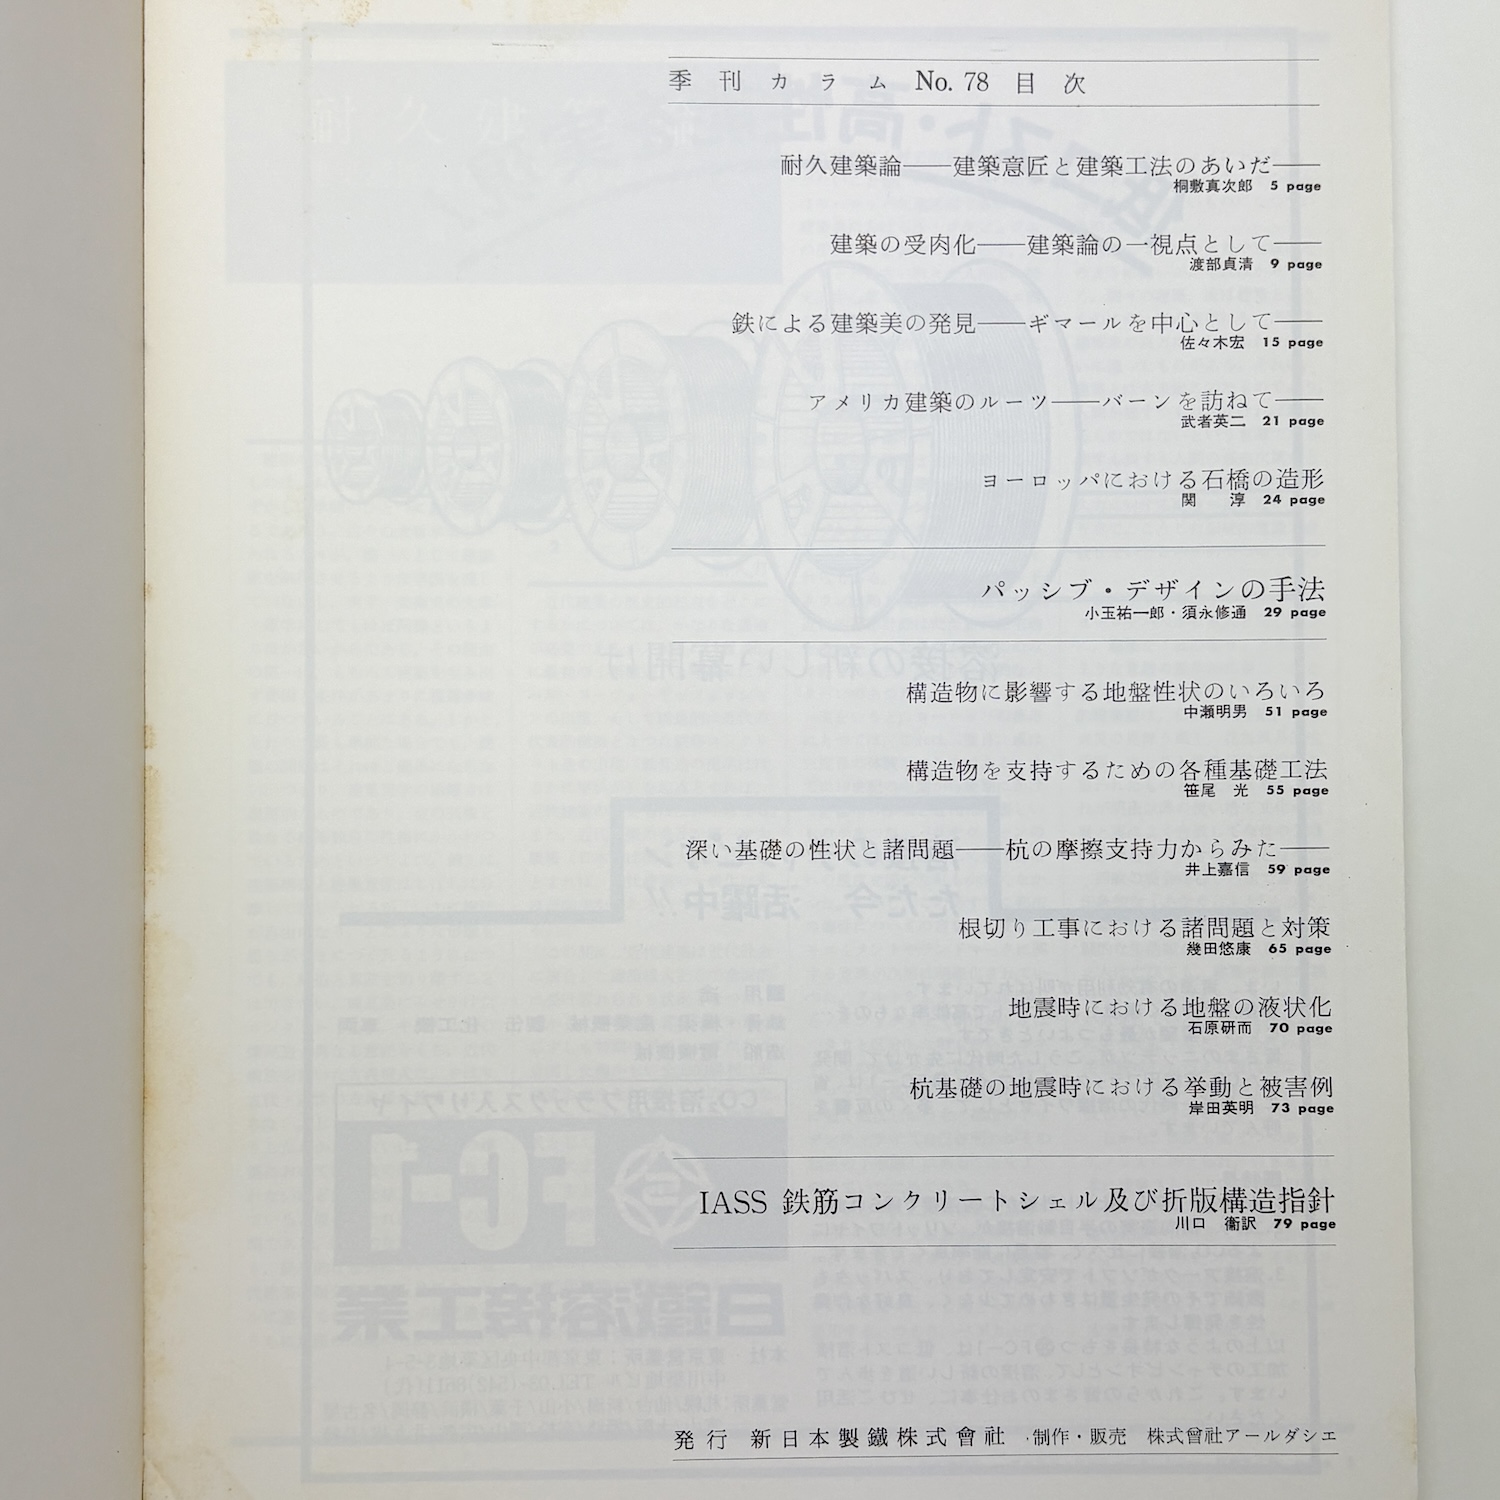 季刊カラム No. 78 目次
耐久建築論――建築意匠と建築工法のあいだ――
桐敷真次郎 5 page
建築の受肉化――建築論の一視点として――
渡部貞清 9 page
鉄による建築美の発見――ギマールを中心として――
佐々木宏 15 page
アメリカ建築のルーツ――バーンを訪ねて――
武者英二 21 page
ヨーロッパにおける石橋の造形
関 淳 24 page
パッシブ・デザインの手法
小玉祐一郎・須永修通 29 page
構造物に影響する地盤性状のいろいろ
中瀬明男 51 page
構造物を支持するための各種基礎工法
笹尾 光 55 page
深い基礎の性状と諸問題――杭の摩擦支持力からみた――
井上嘉信 59 page
根切り工事における諸問題と対策
幾田悠康 65 page
地震時における地盤の液状化
石原研而 70 page
杭基礎の地震時における挙動と被害例
岸田英明 73 page
IASS 鉄筋コンクリートシェル及び折版構造指針
川口 衞訳 79 page
発行 新日本製鐵株式會社 ・制作・販売 株式會社アールダシエ